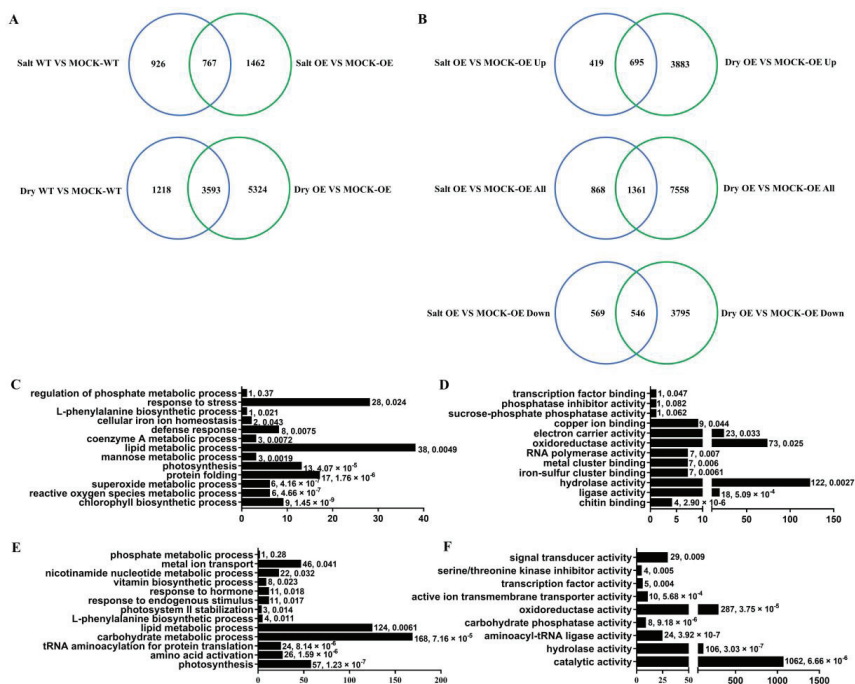 A
Salt WT VS MOCK-WT 926 767 1462 Salt OE VS MOCK-OE
Dry WT VS MOCK-WT 1218 3593 5324 Dry OE VS MOCK-OE
B
Salt OE VS MOCK-OE Up 419 695 3883 Dry OE VS MOCK-OE Up
Salt OE VS MOCK-OE All 868 1361 7558 Dry OE VS MOCK-OE All
Salt OE VS MOCK-OE Down 569 546 3795 Dry OE VS MOCK-OE Down
C
regulation of phosphate metabolic process 1, 0.37
response to stress 28, 0.024
L-phenylalanine biosynthetic process 1, 0.021
cellular iron ion homeostasis 2, 0.043
defense response 8, 0.0075
coenzyme A metabolic process 3, 0.0072
lipid metabolic process 38, 0.0049
mannose metabolic process 3, 0.0019
photosynthesis 13, 4.07 × 10⁻⁵
protein folding 17, 1.76 × 10⁻⁶
superoxide metabolic process 6, 4.16 × 10⁻⁷
reactive oxygen species metabolic process 6, 4.66 × 10⁻⁷
chlorophyll biosynthetic process 9, 1.45 × 10⁻⁹
0 10 20 30 40
D
transcription factor binding 1, 0.047
phosphatase inhibitor activity 1, 0.082
sucrose-phosphate phosphatase activity 1, 0.062
copper ion binding 9, 0.044
electron carrier activity 23, 0.033
oxidoreductase activity 73, 0.025
RNA polymerase activity 7, 0.007
metal cluster binding 7, 0.006
iron-sulfur cluster binding 7, 0.0061
hydrolase activity 122, 0.0027
ligase activity 18, 5.09 × 10⁻⁴
chitin binding 4, 2.90 × 10-6
0 5 10 50 100 150
E
phosphate metabolic process 1, 0.28
metal ion transport 46, 0.041
nicotinamide nucleotide metabolic process 22, 0.032
vitamin biosynthetic process 8, 0.023
response to hormone 11, 0.018
response to endogenous stimulus 11, 0.017
photosystem II stabilization 3, 0.014
L-phenylalanine biosynthetic process 4, 0.011
lipid metabolic process 124, 0.0061
carbohydrate metabolic process 168, 7.16 × 10⁻⁵
tRNA aminoacylation for protein translation 24, 8.14 × 10⁻⁶
amino acid activation 26, 1.59 × 10⁻⁶
photosynthesis 57, 1.23 × 10⁻⁷
0 50 100 150 200
F
signal transducer activity 29, 0.009
serine/threonine kinase inhibitor activity 4, 0.005
transcription factor activity 5, 0.004
active ion transmembrane transporter activity 10, 5.68 × 10⁻⁴
oxidoreductase activity 287, 3.75 × 10⁻⁵
carbohydrate phosphatase activity 8, 9.18 × 10⁻⁶
aminoacyl-tRNA ligase activity 24, 3.92 × 10-7
hydrolase activity 106, 3.03 × 10⁻⁷
catalytic activity 1062, 6.66 × 10⁻⁶
0 25 50 500 1000 1500